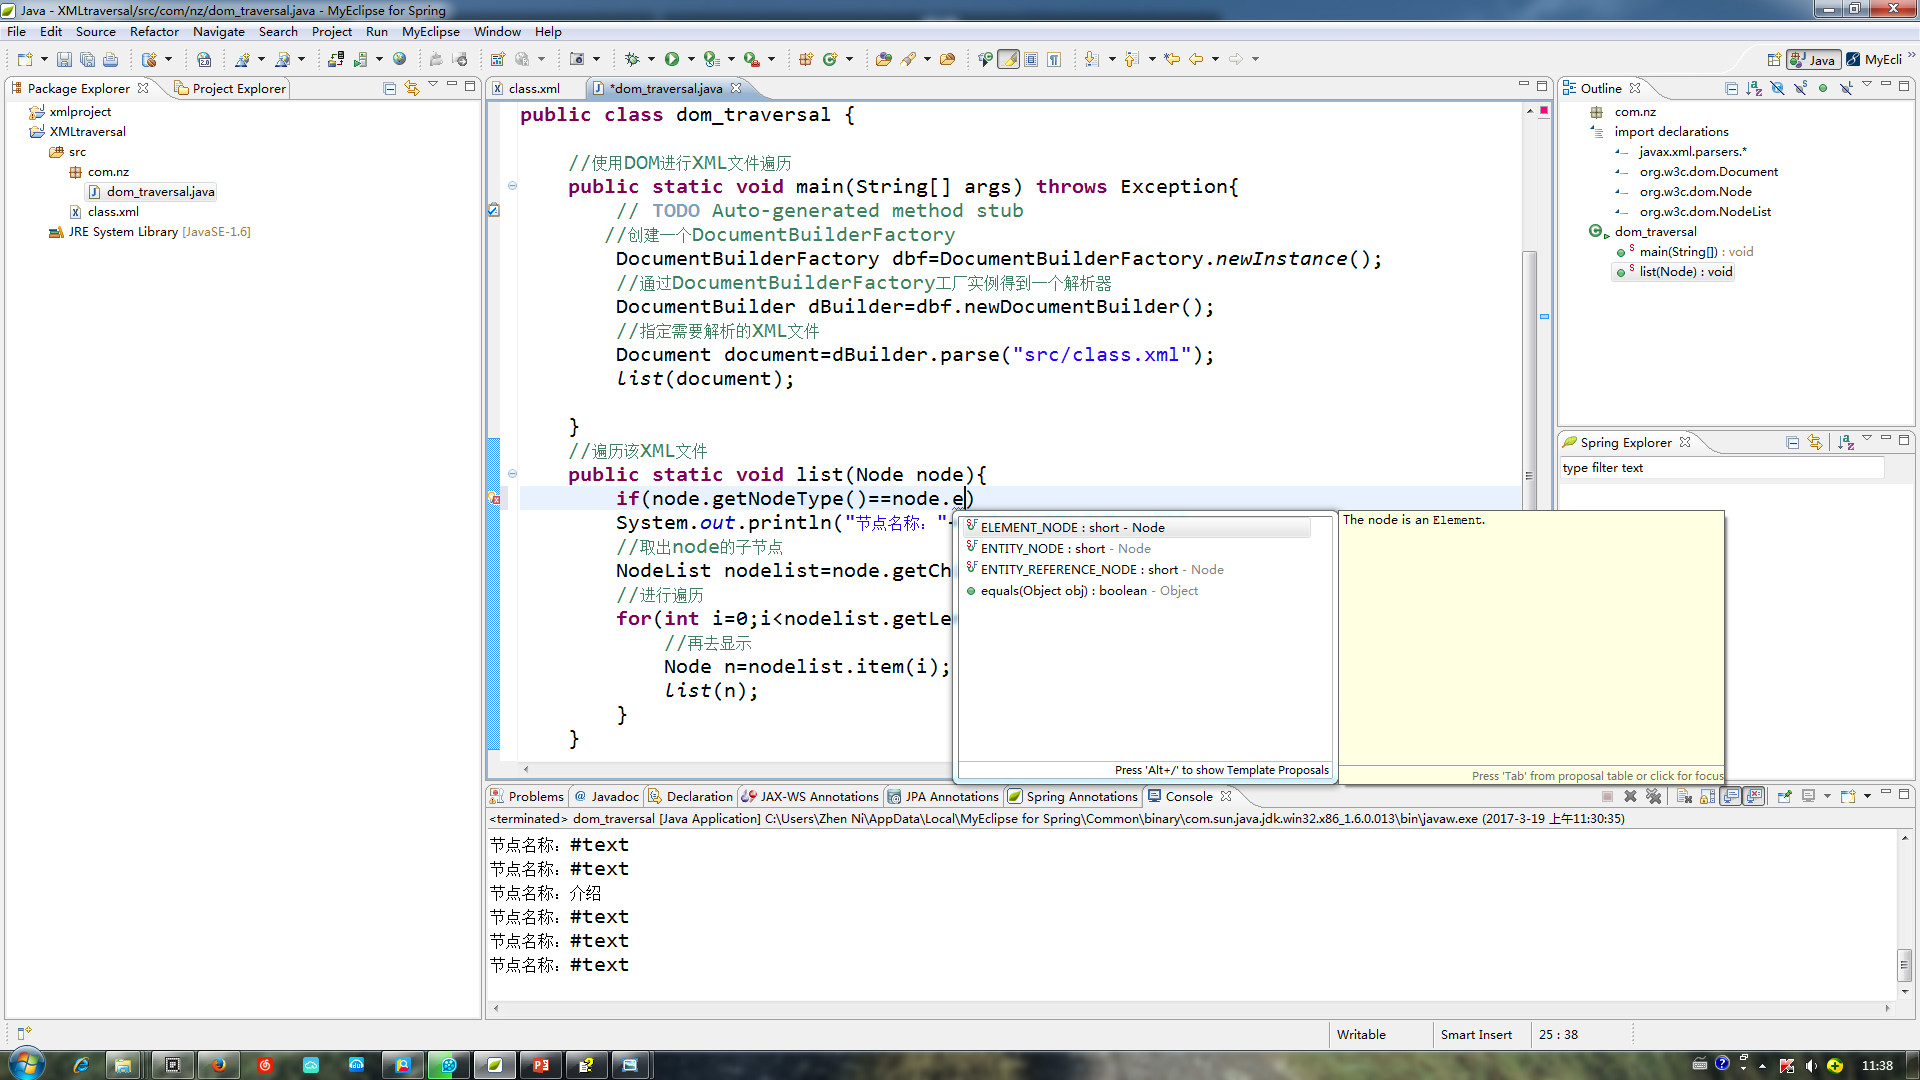 Java - XMLtraversal/src/com/nz/dom_traversal.java - MyEclipse for Spring
File Edit Source Refactor Navigate Search Project Run MyEclipse Window Help
Java MyEcli
Package Explorer Project Explorer
xmlproject
XMLtraversal
src
com.nz
dom_traversal.java
class.xml
JRE System Library [JavaSE-1.6]
class.xml *dom_traversal.java
public class dom_traversal {
//使用DOM进行XML文件遍历
public static void main(String[] args) throws Exception{
// TODO Auto-generated method stub
//创建一个DocumentBuilderFactory
DocumentBuilderFactory dbf=DocumentBuilderFactory.newInstance();
//通过DocumentBuilderFactory工厂实例得到一个解析器
DocumentBuilder dBuilder=dbf.newDocumentBuilder();
//指定需要解析的XML文件
Document document=dBuilder.parse("src/class.xml");
list(document);
}
//遍历该XML文件
public static void list(Node node){
if(node.getNodeType()==node.e)
System.out.println("节点名称："
//取出node的子节点
NodeList nodelist=node.getCh
//进行遍历
for(int i=0;i<nodelist.getLe
//再去显示
Node n=nodelist.item(i);
list(n);
}
}
ELEMENT_NODE : short - Node
ENTITY_NODE : short - Node
ENTITY_REFERENCE_NODE : short - Node
equals(Object obj) : boolean - Object
Press 'Alt+/' to show Template Proposals
The node is an Element.
Press 'Tab' from proposal table or click for focus
Outline
com.nz
import declarations
javax.xml.parsers.*
org.w3c.dom.Document
org.w3c.dom.Node
org.w3c.dom.NodeList
dom_traversal
main(String[]) : void
list(Node) : void
Spring Explorer
type filter text
Problems Javadoc Declaration JAX-WS Annotations JPA Annotations Spring Annotations Console
<terminated> dom_traversal [Java Application] C:\Users\Zhen Ni\AppData\Local\MyEclipse for Spring\Common\binary\com.sun.java.jdk.win32.x86_1.6.0.013\bin\javaw.exe (2017-3-19 上午11:30:35)
节点名称：#text
节点名称：#text
节点名称：介绍
节点名称：#text
节点名称：#text
节点名称：#text
Writable Smart Insert 25 : 38
11:38